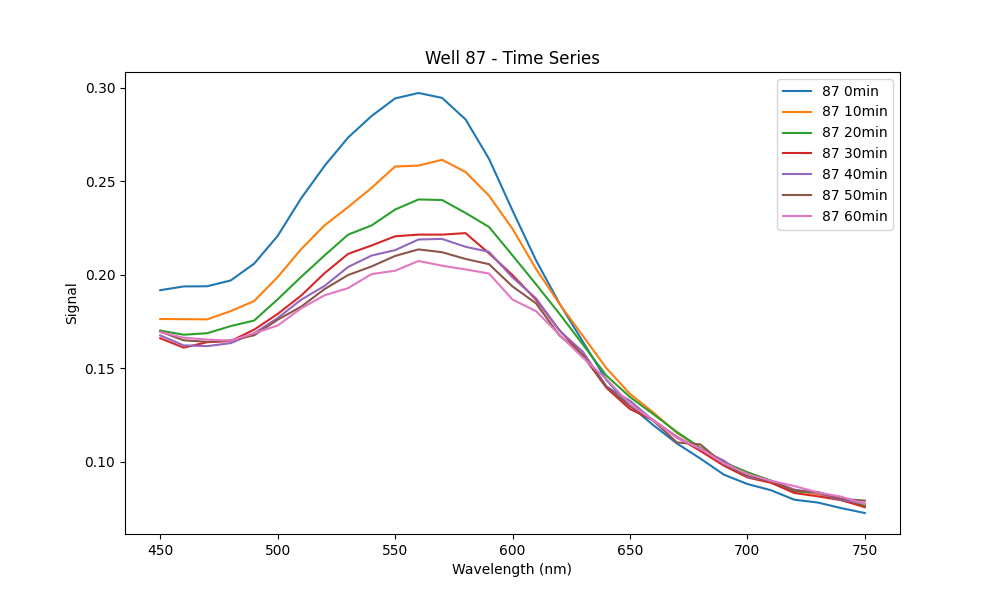 Well 87 - Time Series
Signal
0.30
0.25
0.20
0.15
0.10
87 0min
87 10min
87 20min
87 30min
87 40min
87 50min
87 60min
450 500 550 600 650 700 750
Wavelength (nm)